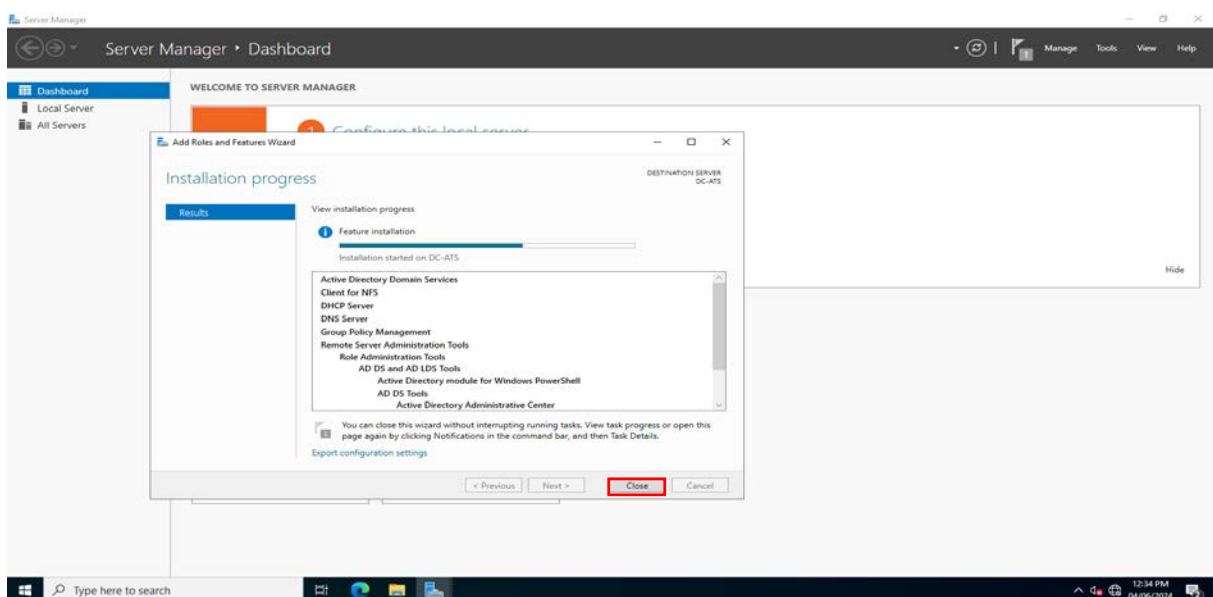 Server Manager
Server Manager • Dashboard
Manage Tools View Help
Dashboard
Local Server
All Servers
WELCOME TO SERVER MANAGER
1 Configure this local server
Hide
Add Roles and Features Wizard
Installation progress
DESTINATION SERVER
DC-ATS
Results
View installation progress
Feature installation
Installation started on DC-ATS
Active Directory Domain Services
Client for NFS
DHCP Server
DNS Server
Group Policy Management
Remote Server Administration Tools
Role Administration Tools
AD DS and AD LDS Tools
Active Directory module for Windows PowerShell
AD DS Tools
Active Directory Administrative Center
1 You can close this wizard without interrupting running tasks. View task progress or open this
page again by clicking Notifications in the command bar, and then Task Details.
Export configuration settings
< Previous Next > Close Cancel
Type here to search
12:34 PM
04/06/2024